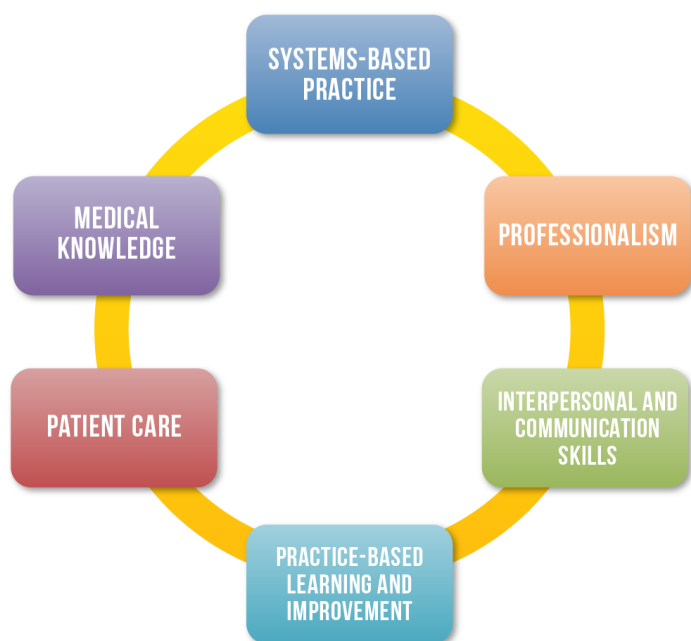 SYSTEMS-BASED
PRACTICE
MEDICAL
KNOWLEDGE
PROFESSIONALISM
PATIENT CARE
INTERPERSONAL AND
COMMUNICATION
SKILLS
PRACTICE-BASED
LEARNING AND
IMPROVEMENT